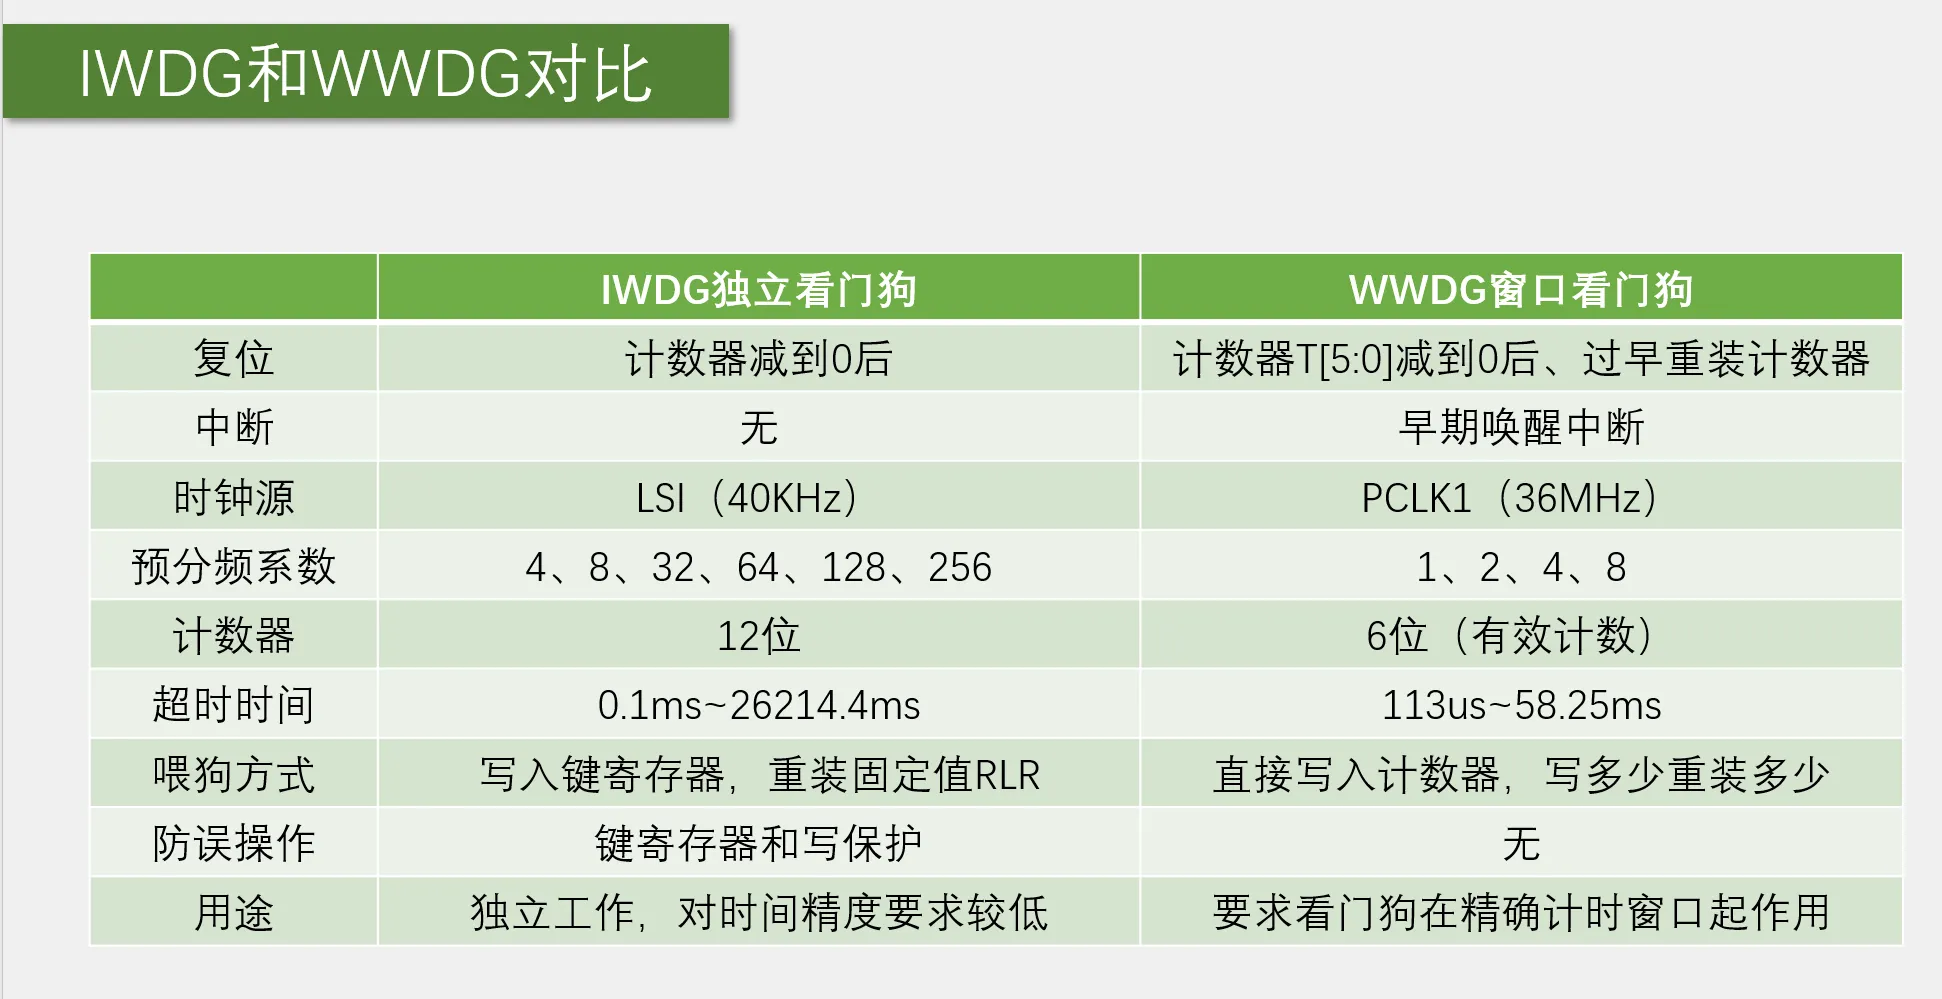 IWDG和WWDG对比
IWDG独立看门狗 WWDG窗口看门狗
复位 计数器减到0后 计数器T[5:0]减到0后、过早重装计数器
中断 无 早期唤醒中断
时钟源 LSI（40KHz） PCLK1（36MHz）
预分频系数 4、8、32、64、128、256 1、2、4、8
计数器 12位 6位（有效计数）
超时时间 0.1ms~26214.4ms 113us~58.25ms
喂狗方式 写入键寄存器，重装固定值RLR 直接写入计数器，写多少重装多少
防误操作 键寄存器和写保护 无
用途 独立工作，对时间精度要求较低 要求看门狗在精确计时窗口起作用